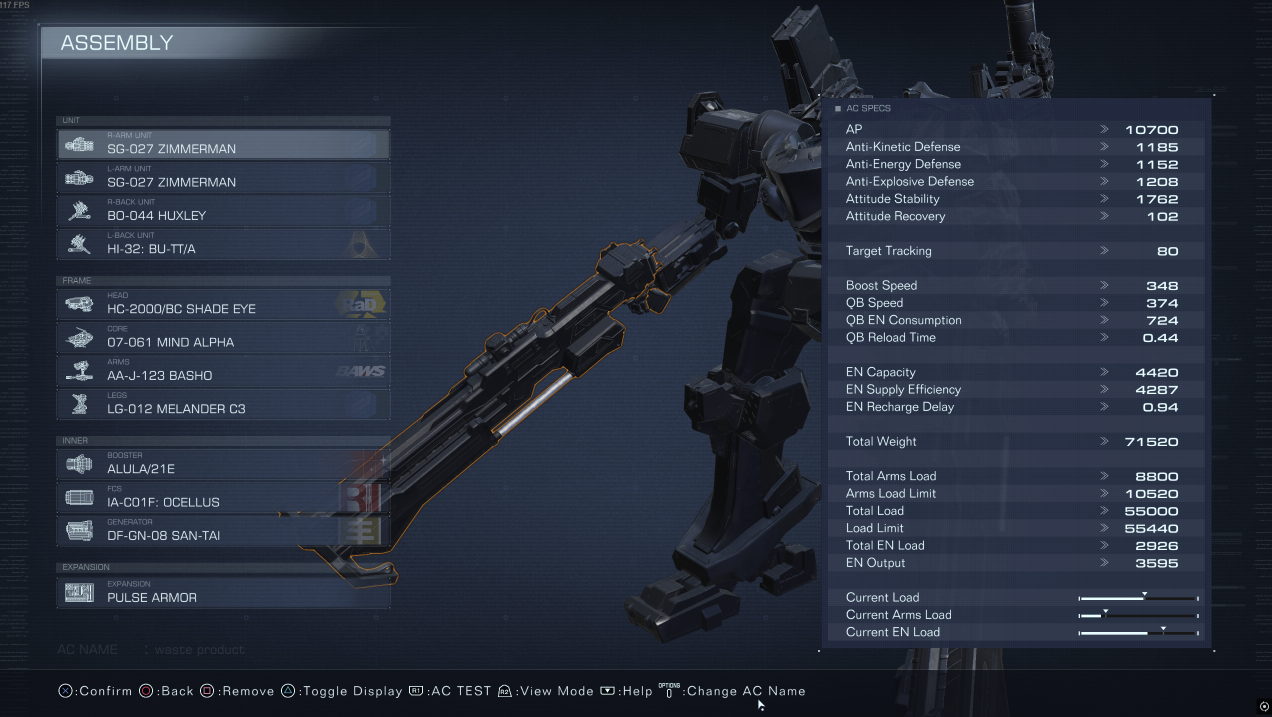 117 FPS
ASSEMBLY
UNIT
R-ARM UNIT
SG-027 ZIMMERMAN
L-ARM UNIT
SG-027 ZIMMERMAN
R-BACK UNIT
BO-044 HUXLEY
L-BACK UNIT
HI-32: BU-TT/A
FRAME
HEAD
HC-2000/BC SHADE EYE
RaD
CORE
07-061 MIND ALPHA
ARMS
AA-J-123 BASHO
BAWS
LEGS
LG-012 MELANDER C3
INNER
BOOSTER
ALULA/21E
FCS
IA-C01F: OCELLUS
GENERATOR
DF-GN-08 SAN-TAI
EXPANSION
EXPANSION
PULSE ARMOR
AC NAME : waste product
AC SPECS
AP 10700
Anti-Kinetic Defense 1185
Anti-Energy Defense 1152
Anti-Explosive Defense 1208
Attitude Stability 1762
Attitude Recovery 102
Target Tracking 80
Boost Speed 348
QB Speed 374
QB EN Consumption 724
QB Reload Time 0.44
EN Capacity 4420
EN Supply Efficiency 4287
EN Recharge Delay 0.94
Total Weight 71520
Total Arms Load 8800
Arms Load Limit 10520
Total Load 55000
Load Limit 55440
Total EN Load 2926
EN Output 3595
Current Load
Current Arms Load
Current EN Load
:Confirm :Back :Remove :Toggle Display R1 :AC TEST R2 :View Mode :Help OPTIONS :Change AC Name